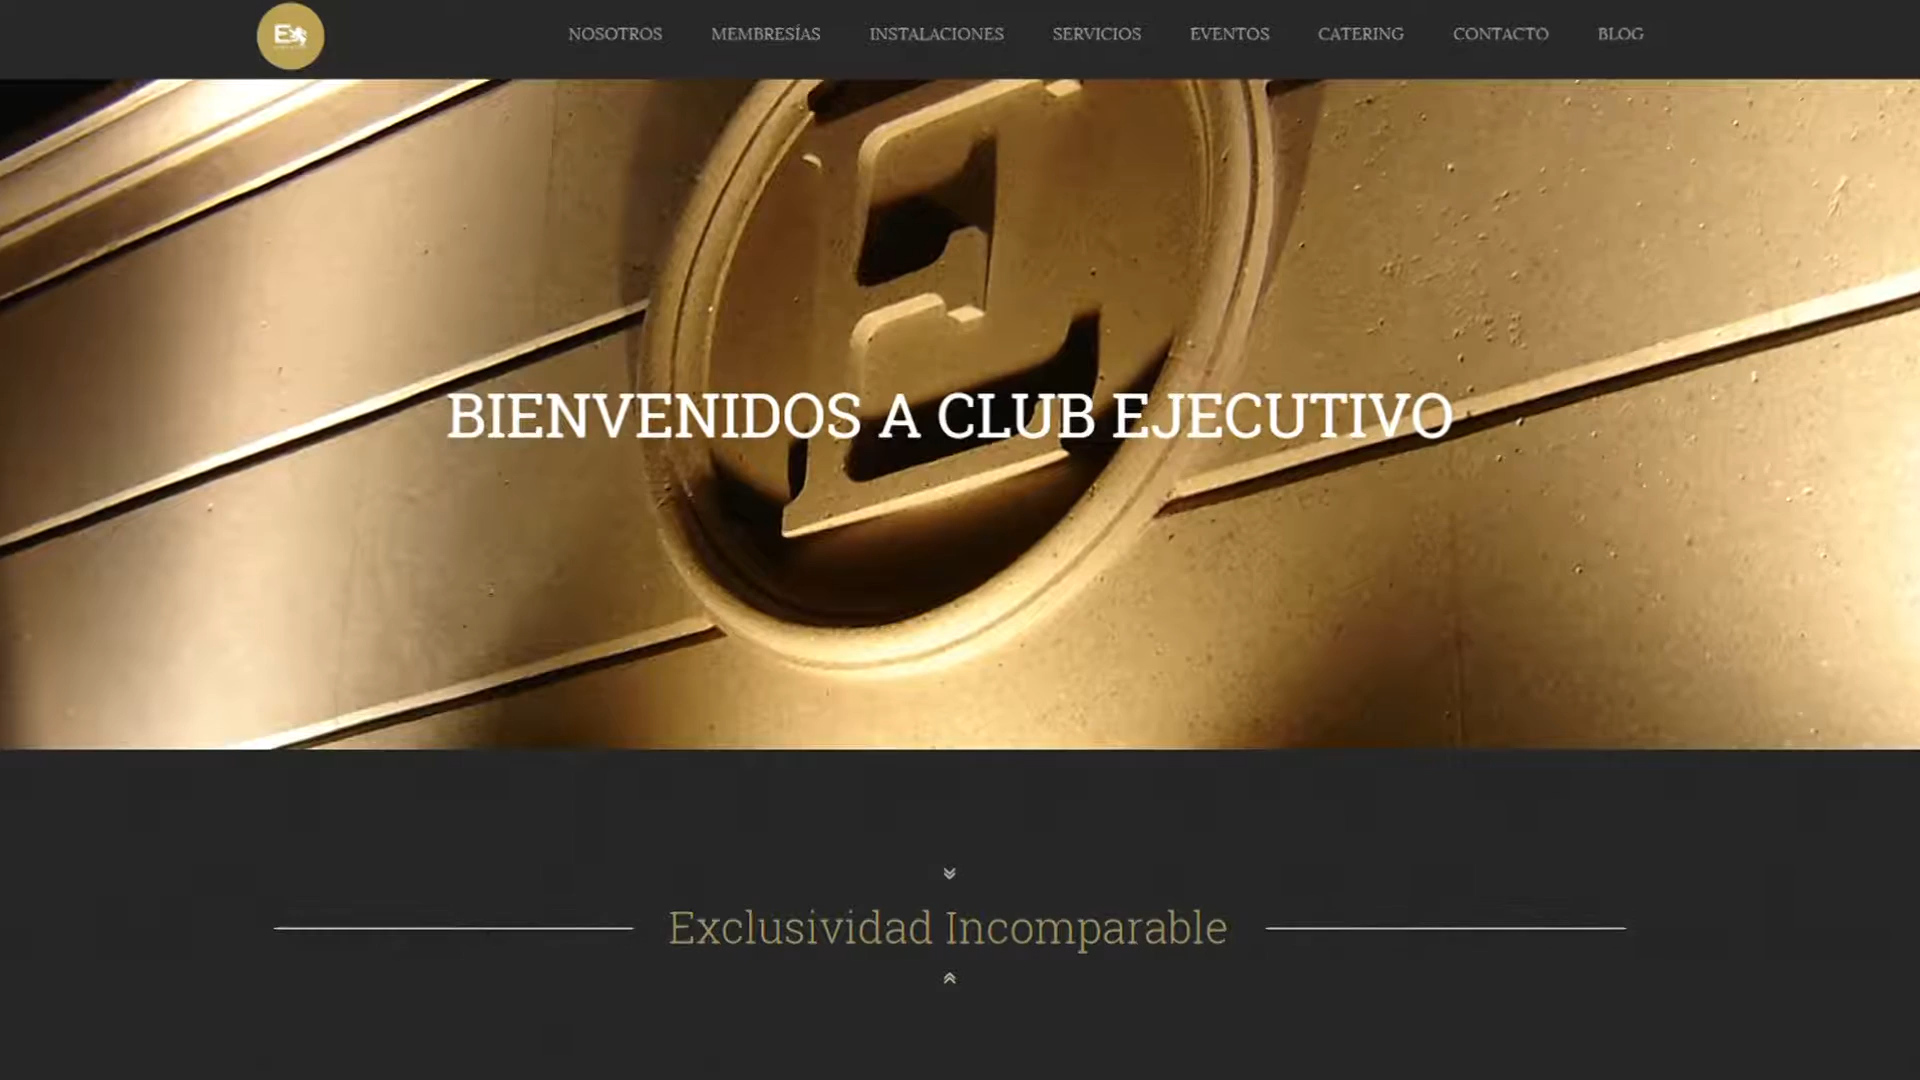 E
NOSOTROS MEMBRESÍAS INSTALACIONES SERVICIOS EVENTOS CATERING CONTACTO BLOG
E
BIENVENIDOS A CLUB EJECUTIVO
Exclusividad Incomparable